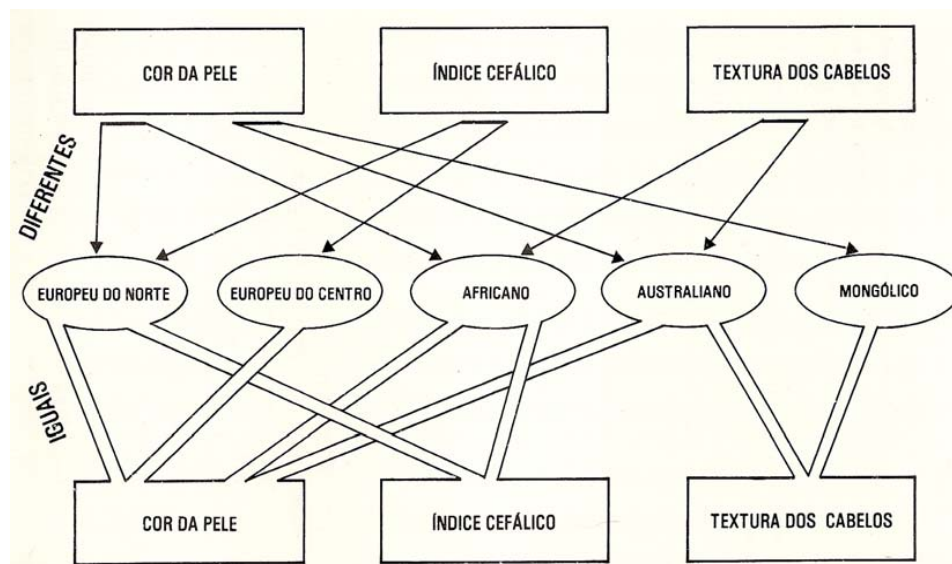 COR DA PELE
ÍNDICE CEFÁLICO
TEXTURA DOS CABELOS
DIFERENTES
EUROPEU DO NORTE
EUROPEU DO CENTRO
AFRICANO
AUSTRALIANO
MONGÓLICO
IGUAIS
COR DA PELE
ÍNDICE CEFÁLICO
TEXTURA DOS CABELOS